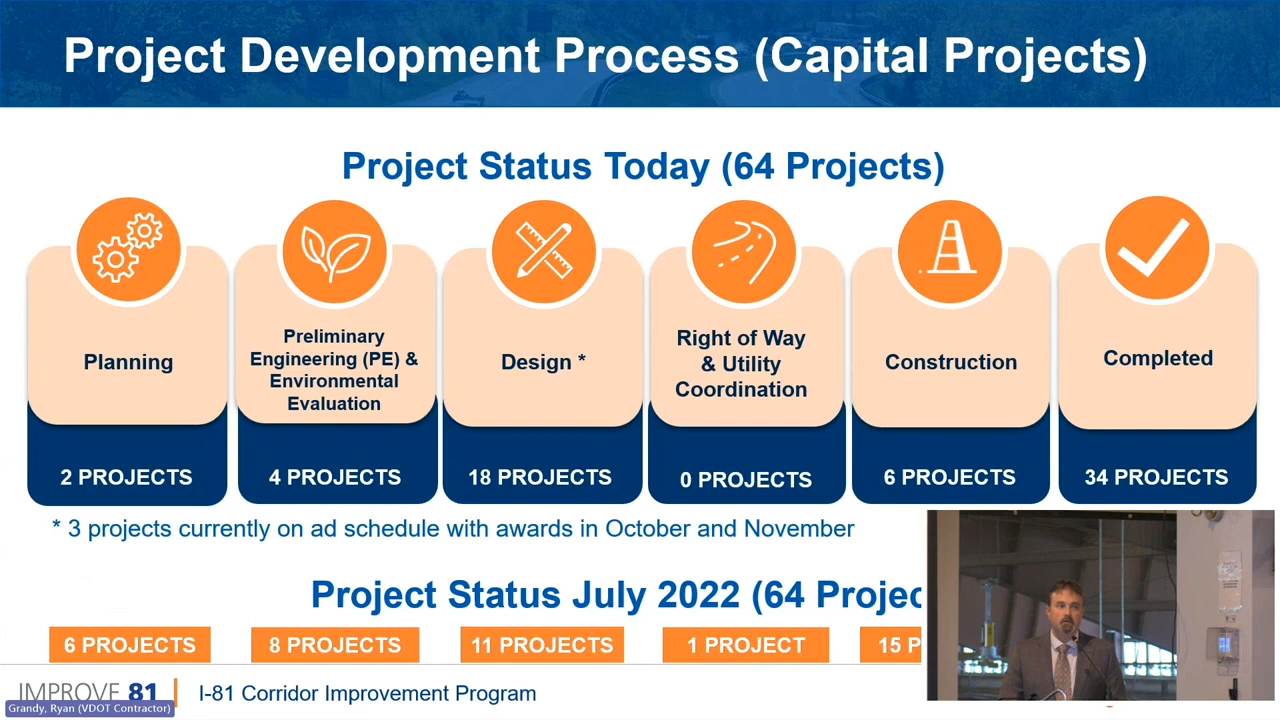 Project Development Process (Capital Projects)
Project Status Today (64 Projects)
Planning
2 PROJECTS
Preliminary
Engineering (PE) &
Environmental
Evaluation
4 PROJECTS
Design *
18 PROJECTS
Right of Way
& Utility
Coordination
0 PROJECTS
Construction
6 PROJECTS
Completed
34 PROJECTS
* 3 projects currently on ad schedule with awards in October and November
Project Status July 2022 (64 Projec
6 PROJECTS
8 PROJECTS
11 PROJECTS
1 PROJECT
15 P
IMPROVE 81
I-81 Corridor Improvement Program
Grandy, Ryan (VDOT Contractor)